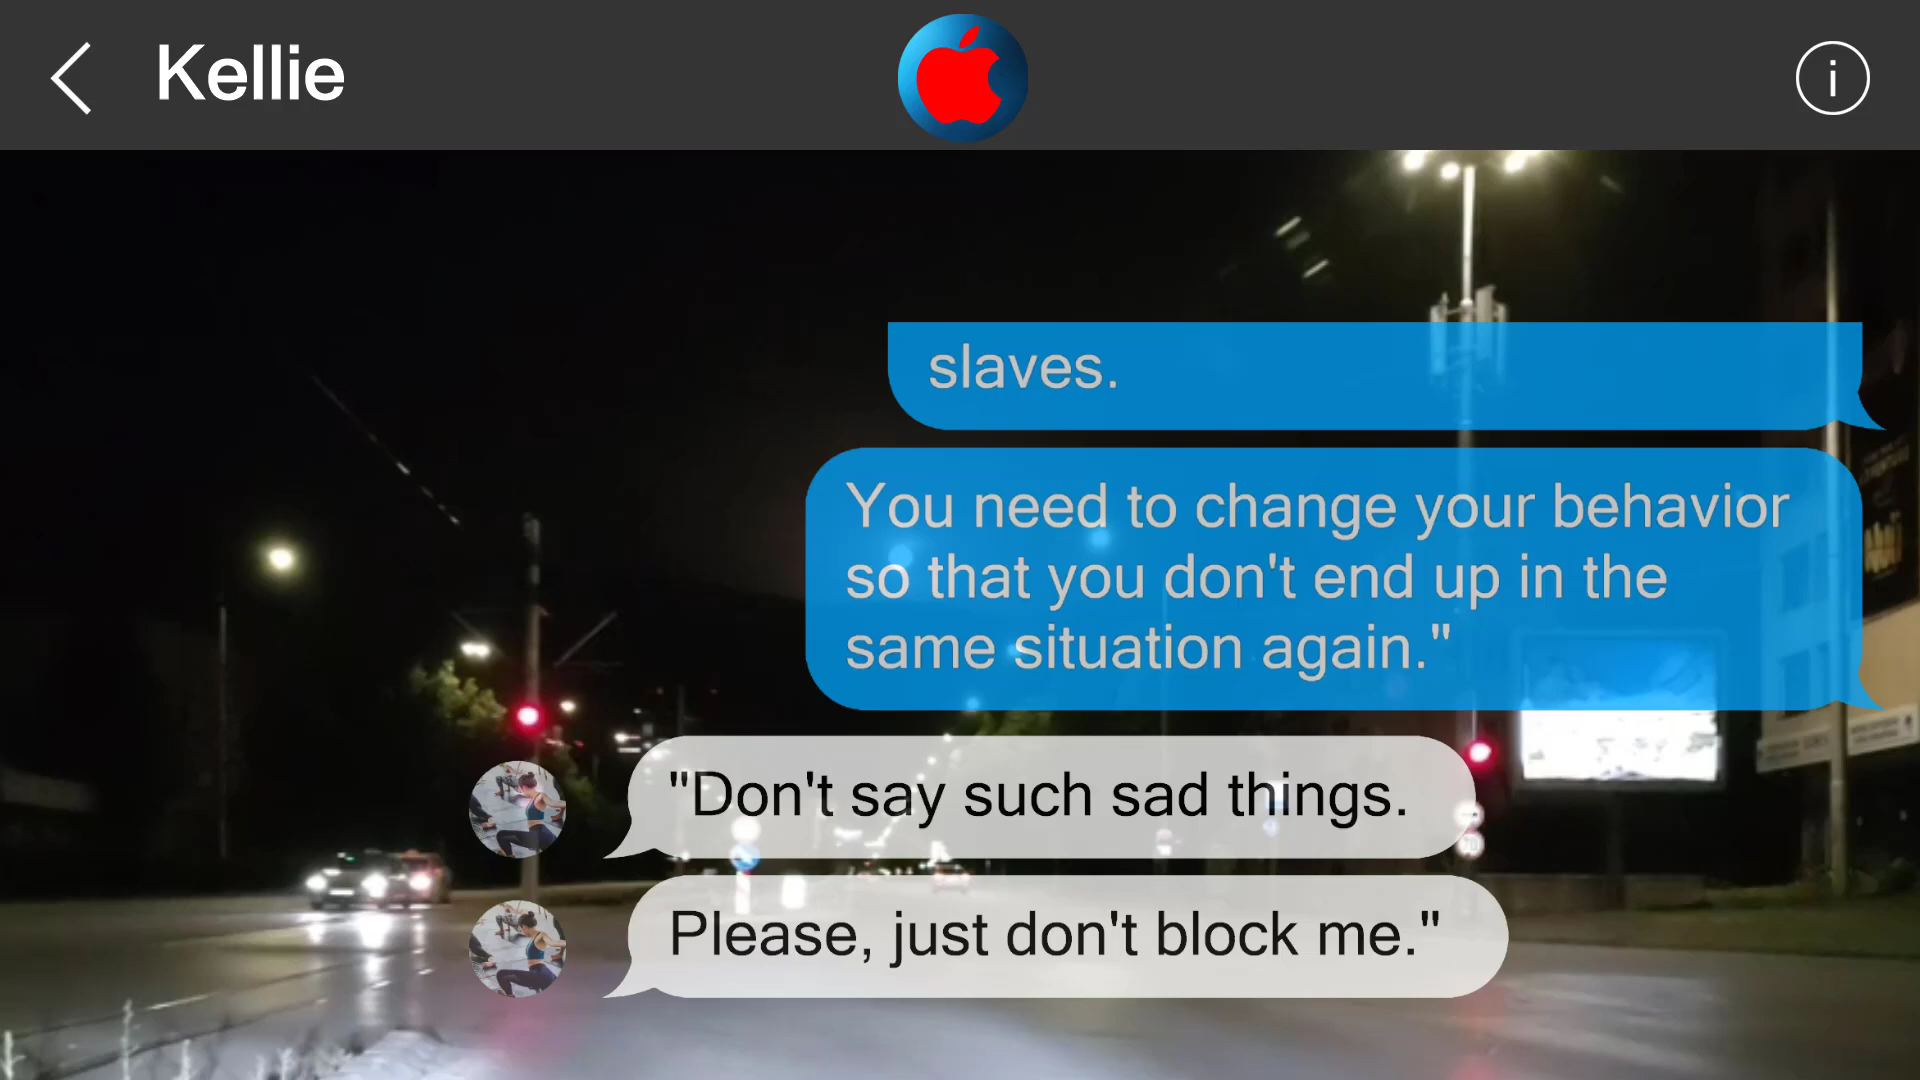 Kellie
i
slaves.
You need to change your behavior
so that you don't end up in the
same situation again."
"Don't say such sad things.
Please, just don't block me."